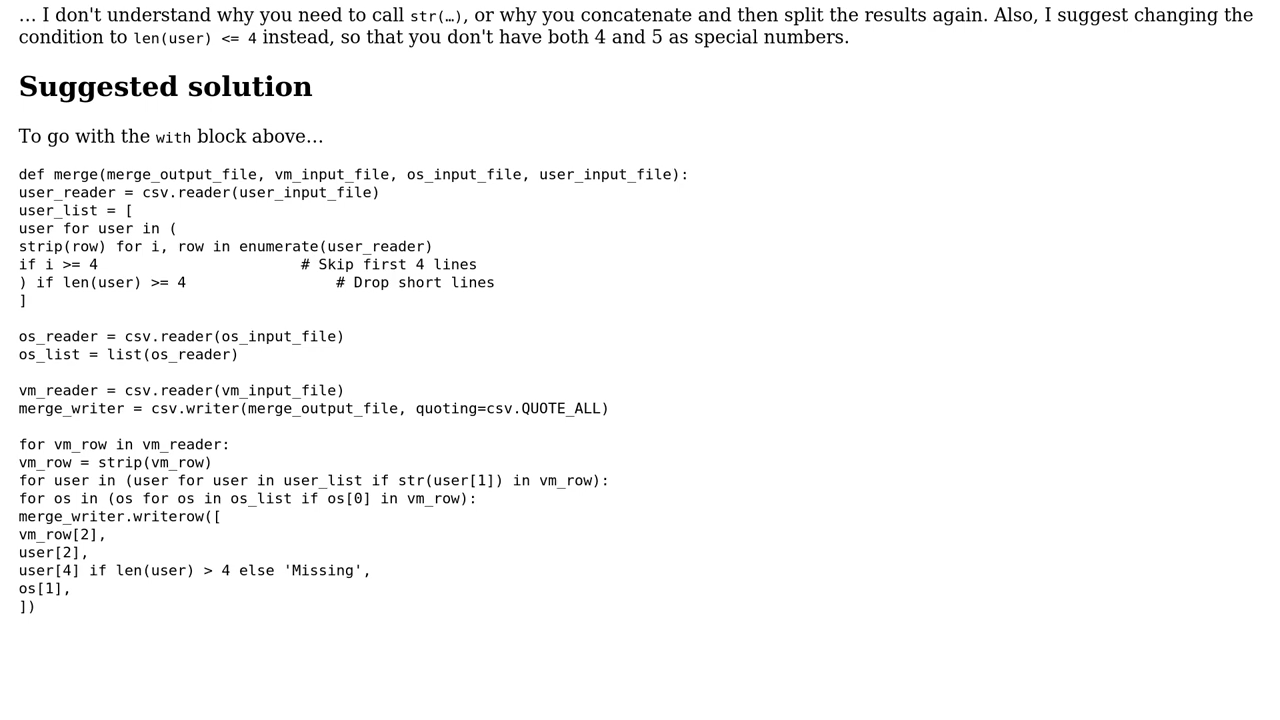 … I don't understand why you need to call str(…), or why you concatenate and then split the results again. Also, I suggest changing the
condition to len(user) <= 4 instead, so that you don't have both 4 and 5 as special numbers.
Suggested solution
To go with the with block above…
def merge(merge_output_file, vm_input_file, os_input_file, user_input_file):
user_reader = csv.reader(user_input_file)
user_list = [
user for user in (
strip(row) for i, row in enumerate(user_reader)
if i >= 4                       # Skip first 4 lines
) if len(user) >= 4                 # Drop short lines
]
os_reader = csv.reader(os_input_file)
os_list = list(os_reader)
vm_reader = csv.reader(vm_input_file)
merge_writer = csv.writer(merge_output_file, quoting=csv.QUOTE_ALL)
for vm_row in vm_reader:
vm_row = strip(vm_row)
for user in (user for user in user_list if str(user[1]) in vm_row):
for os in (os for os in os_list if os[0] in vm_row):
merge_writer.writerow([
vm_row[2],
user[2],
user[4] if len(user) > 4 else 'Missing',
os[1],
])